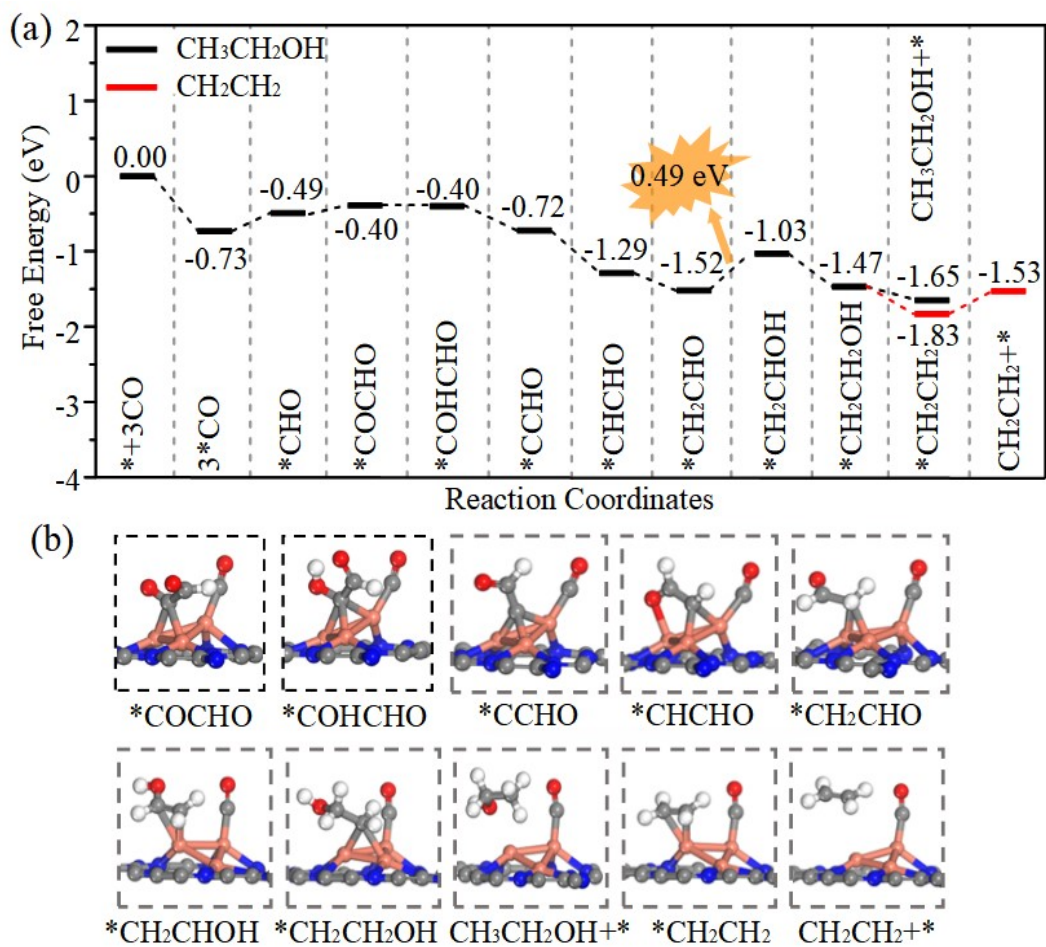 (a)
2
1
0
-1
-2
-3
-4
Free Energy (eV)
CH₃CH₂OH
CH₂CH₂
0.00
-0.73
-0.49
-0.40
-0.40
-0.72
-1.29
-1.52
0.49 eV
-1.03
-1.47
-1.65
-1.83
-1.53
*+3CO
3*CO
*CHO
*COCHO
*COHCHO
*CCHO
*CHCHO
*CH₂CHO
*CH₂CHOH
*CH₂CH₂OH
CH₃CH₂OH+*
*CH₂CH₂
CH₂CH₂+*
Reaction Coordinates
(b)
*COCHO
*COHCHO
*CCHO
*CHCHO
*CH₂CHO
*CH₂CHOH
*CH₂CH₂OH
CH₃CH₂OH+*
*CH₂CH₂
CH₂CH₂+*